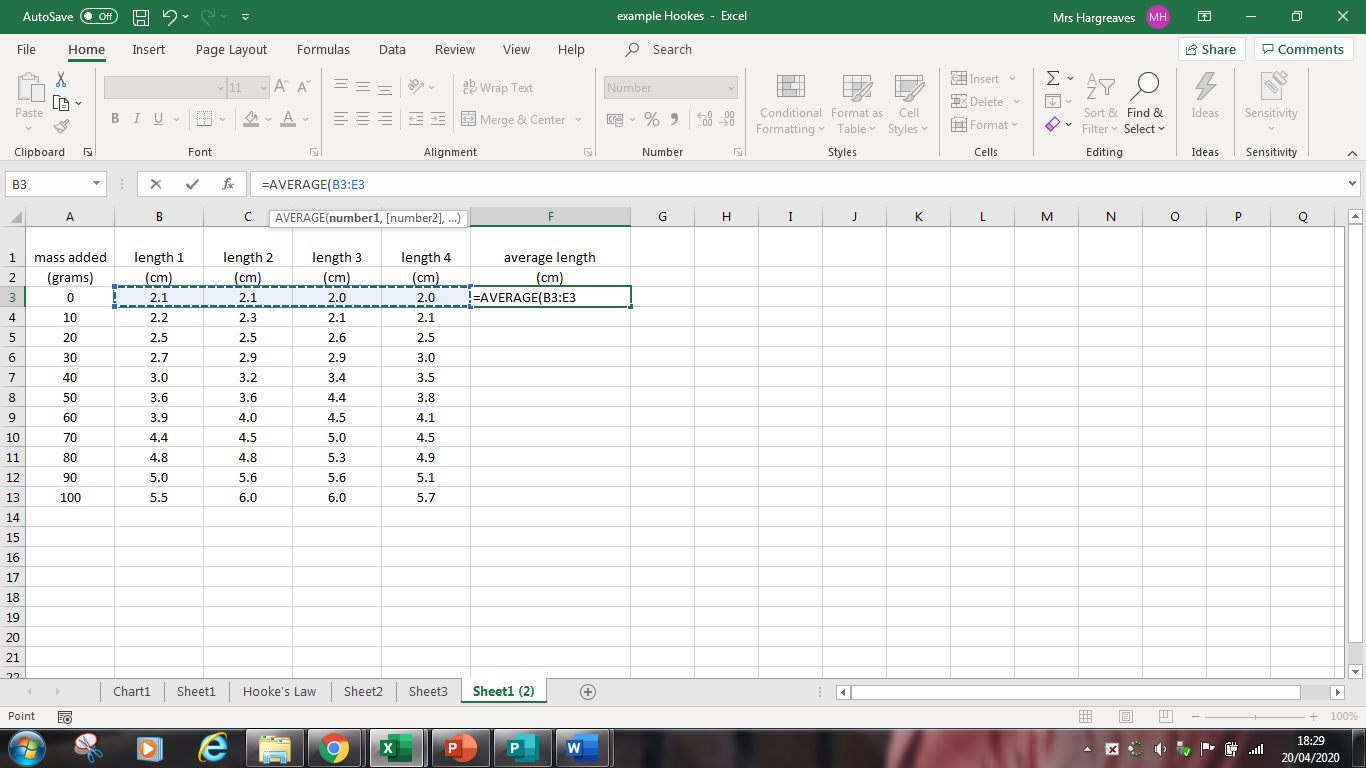 AutoSave Off
example Hookes - Excel
Mrs Hargreaves MH
File Home Insert Page Layout Formulas Data Review View Help Search
Share Comments
Paste
11 A A
B I U A
ab Wrap Text
Merge & Center
Number
% 9 .00 .00
Conditional Formatting
Format as Table
Cell Styles
Insert
Delete
Format
Σ
Sort & Filter
Find & Select
Ideas
Sensitivity
Clipboard Font Alignment Number Styles Cells Editing Ideas Sensitivity
B3 fx =AVERAGE(B3:E3
AVERAGE(number1, [number2], ...)
A B C F G H I J K L M N O P Q
1 mass added length 1 length 2 length 3 length 4 average length
2 (grams) (cm) (cm) (cm) (cm) (cm)
3 0 2.1 2.1 2.0 2.0 =AVERAGE(B3:E3
4 10 2.2 2.3 2.1 2.1
5 20 2.5 2.5 2.6 2.5
6 30 2.7 2.9 2.9 3.0
7 40 3.0 3.2 3.4 3.5
8 50 3.6 3.6 4.4 3.8
9 60 3.9 4.0 4.5 4.1
10 70 4.4 4.5 5.0 4.5
11 80 4.8 4.8 5.3 4.9
12 90 5.0 5.6 5.6 5.1
13 100 5.5 6.0 6.0 5.7
14
15
16
17
18
19
20
21
22
Chart1 Sheet1 Hooke's Law Sheet2 Sheet3 Sheet1 (2)
Point
100%
18:29
20/04/2020